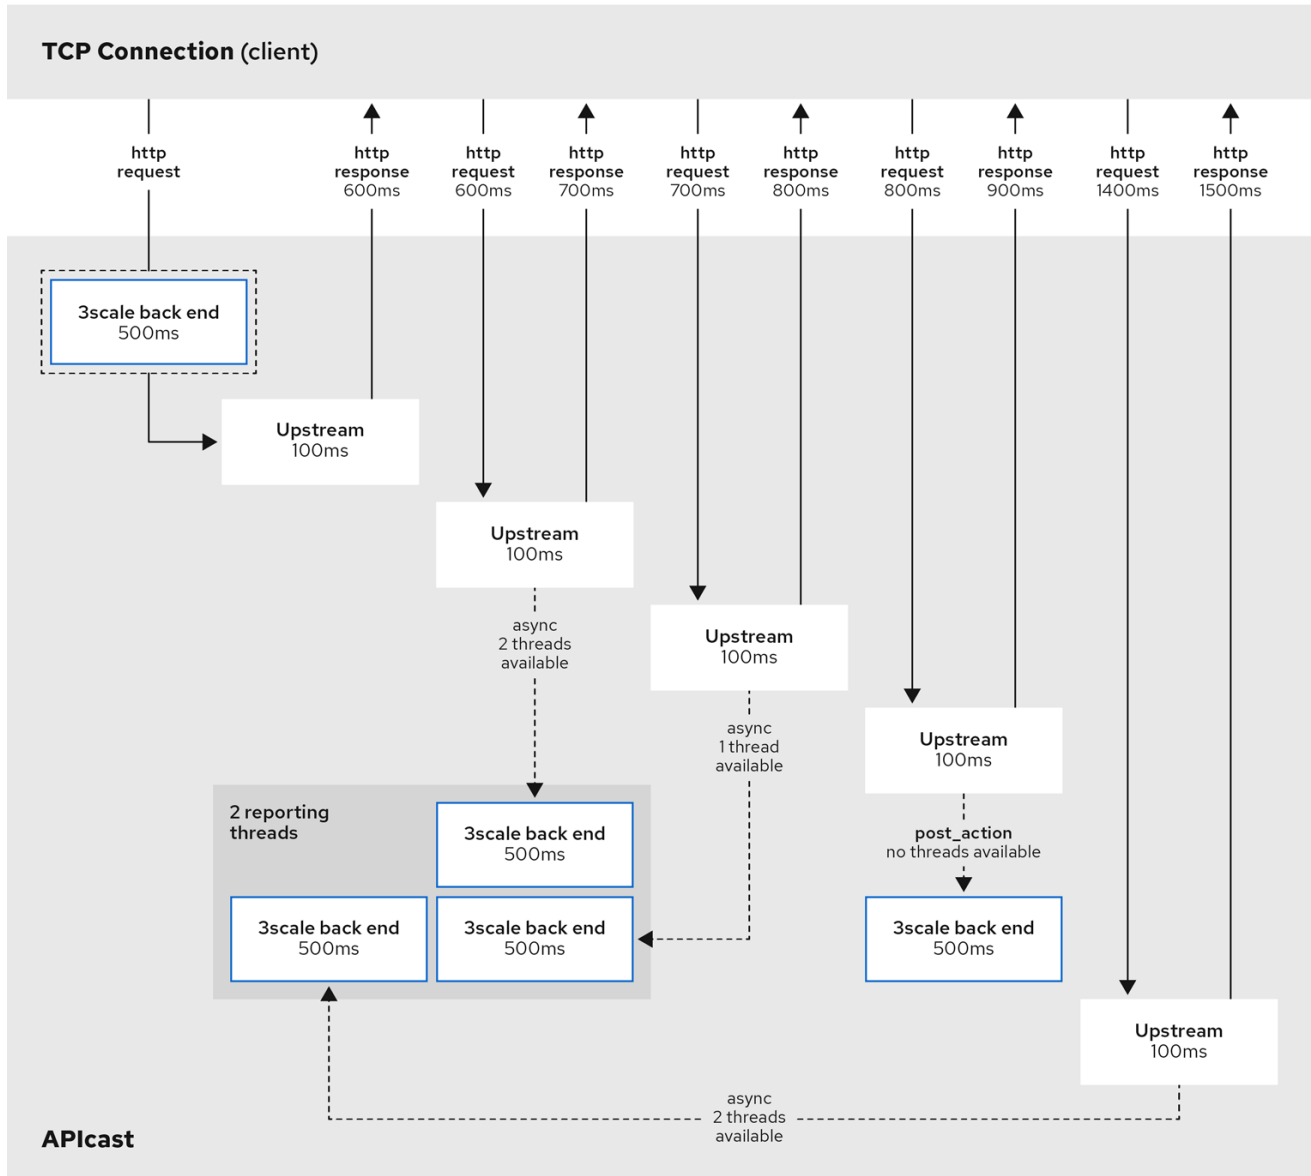 TCP Connection (client)
http
request
http
response
600ms
http
request
600ms
http
response
700ms
http
request
700ms
http
response
800ms
http
request
800ms
http
response
900ms
http
request
1400ms
http
response
1500ms
3scale back end
500ms
Upstream
100ms
Upstream
100ms
async
2 threads
available
Upstream
100ms
async
1 thread
available
Upstream
100ms
post_action
no threads available
2 reporting
threads
3scale back end
500ms
3scale back end
500ms
3scale back end
500ms
3scale back end
500ms
Upstream
100ms
async
2 threads
available
APIcast